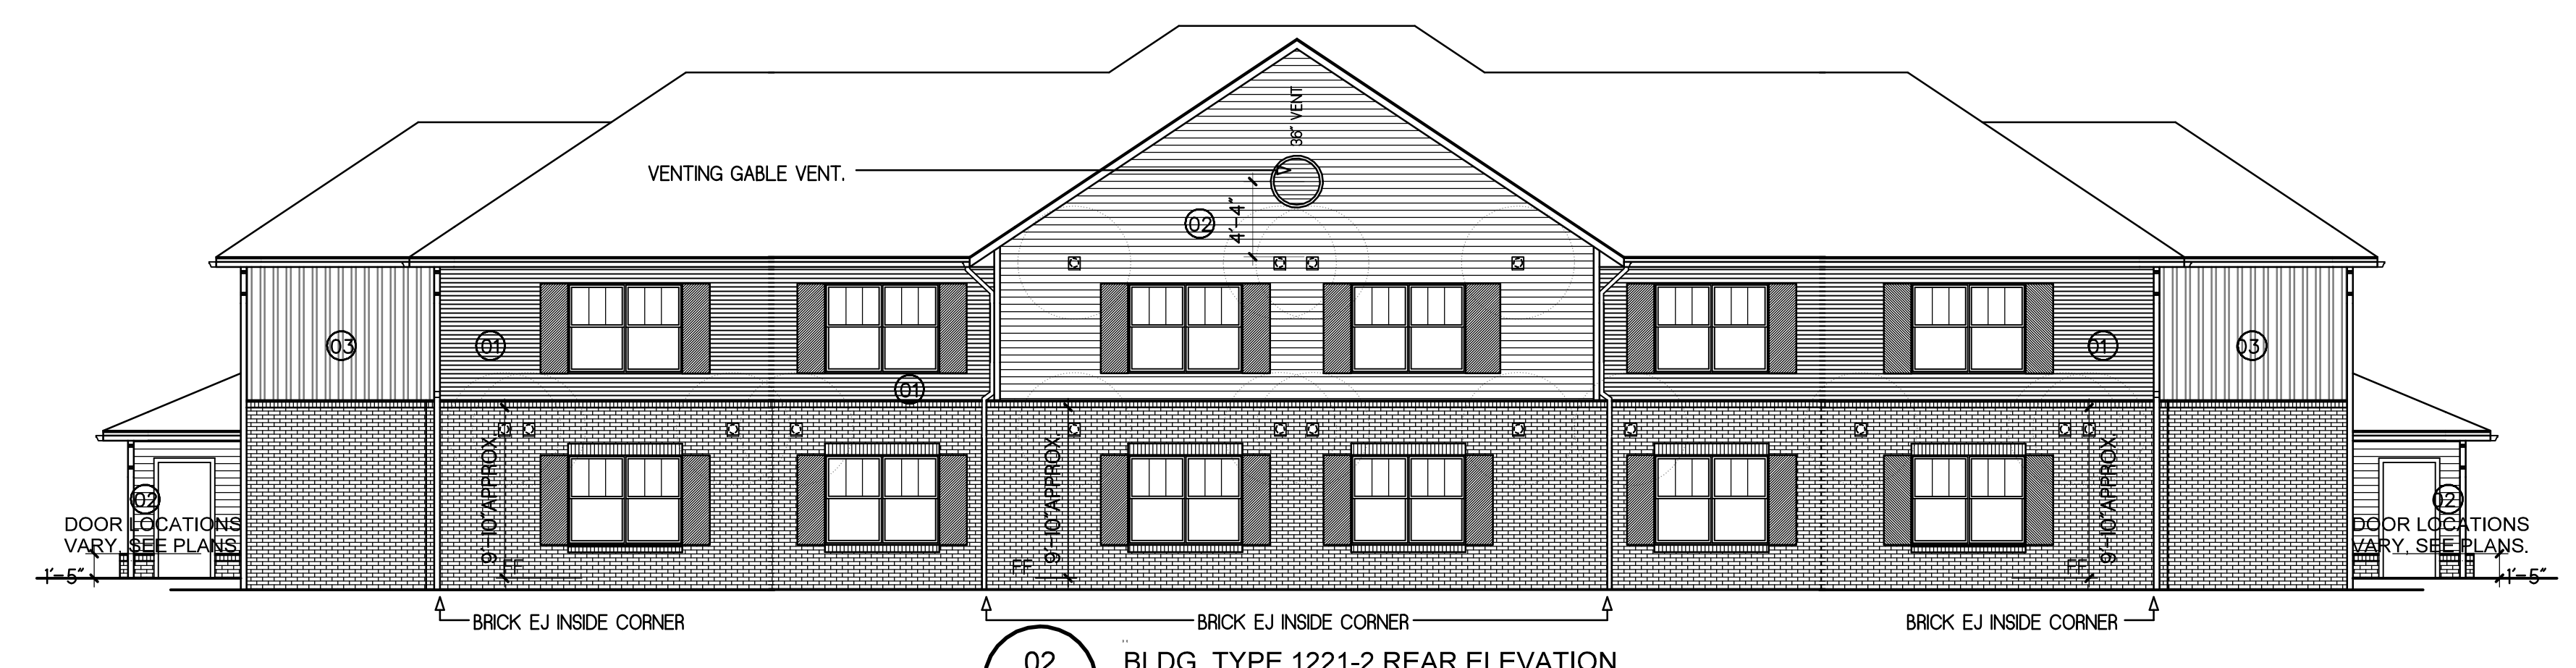 36" VENT
VENTING GABLE VENT.
02
4'-4"
03
01
01
01
03
9'-10"APPROX
9'-10"APPROX
9'-10"APPROX
02
DOOR LOCATIONS
VARY, SEE PLANS.
02
DOOR LOCATIONS
VARY, SEE PLANS.
FF
FF
FF
1'-5"
1'-5"
BRICK EJ INSIDE CORNER
BRICK EJ INSIDE CORNER
BRICK EJ INSIDE CORNER
02
BLDG. TYPE 1221-2 REAR ELEVATION